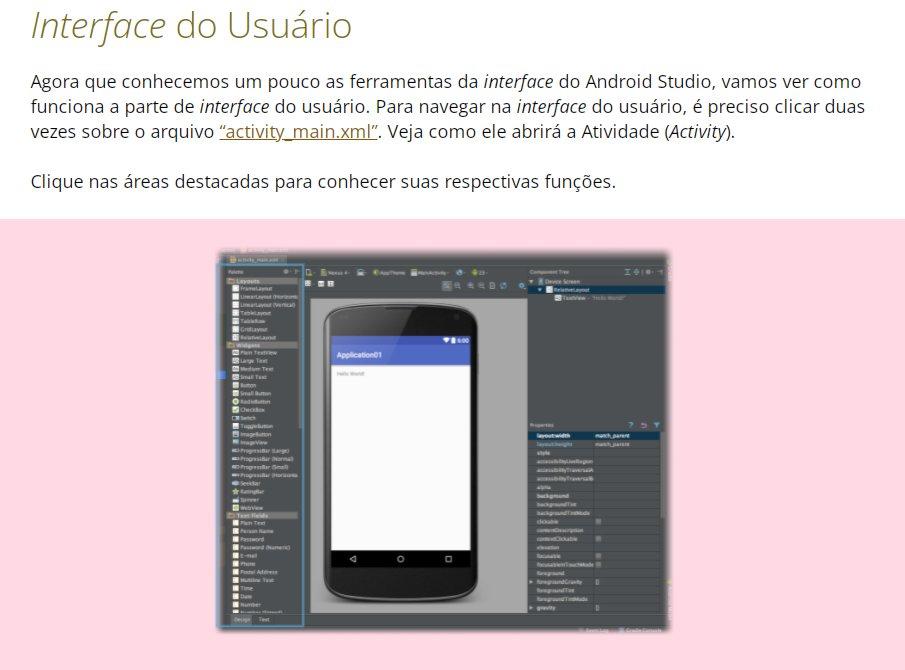 Interface do Usuário
Agora que conhecemos um pouco as ferramentas da interface do Android Studio, vamos ver como
funciona a parte de interface do usuário. Para navegar na interface do usuário, é preciso clicar duas
vezes sobre o arquivo “activity_main.xml”. Veja como ele abrirá a Atividade (Activity).
Clique nas áreas destacadas para conhecer suas respectivas funções.
activity_main.xml
Palette
Layouts
FrameLayout
LinearLayout (Horizonta
LinearLayout (Vertical)
TableLayout
TableRow
GridLayout
RelativeLayout
Widgets
Plain TextView
Large Text
Medium Text
Small Text
Button
Small Button
RadioButton
CheckBox
Switch
ToggleButton
ImageButton
ImageView
ProgressBar (Large)
ProgressBar (Normal)
ProgressBar (Small)
ProgressBar (Horizonta
SeekBar
RatingBar
Spinner
WebView
Text Fields
Plain Text
Person Name
Password
Password (Numeric)
E-mail
Phone
Postal Address
Multiline Text
Time
Date
Number
Design Text
Nexus 4 AppTheme MainActivity 23
6:00
Application01
Hello World!
Component Tree
Device Screen
RelativeLayout
TextView - "Hello World!"
Properties
layout:width match_parent
layout:height match_parent
style
accessibilityLiveRegion
accessibilityTraversalA
accessibilityTraversalB
alpha
background
backgroundTint
backgroundTintMode
clickable
contentDescription
contextClickable
elevation
focusable
focusableInTouchMode
foreground
foregroundGravity []
foregroundTint
foregroundTintMode
gravity []
Event Log Gradle Console